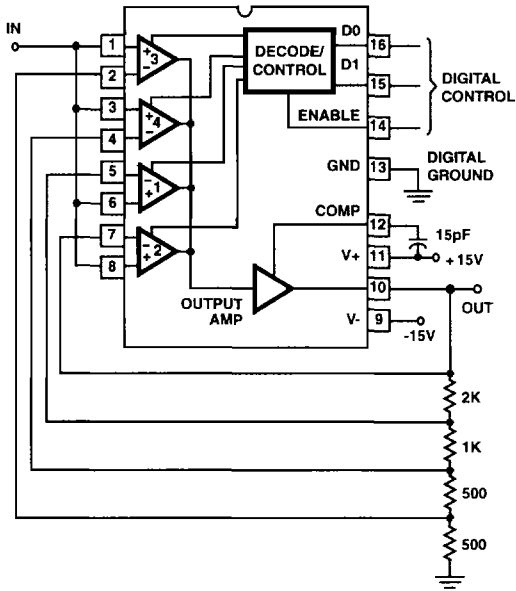 IN
1
2
3
4
5
6
7
8
+
3
−
+
4
−
−
1
+
−
2
+
DECODE/
CONTROL
D0
16
D1
15
ENABLE
14
DIGITAL
CONTROL
GND
13
DIGITAL
GROUND
COMP
12
15pF
V+
11
+15V
10
OUT
OUTPUT
AMP
V-
9
-15V
2K
1K
500
500